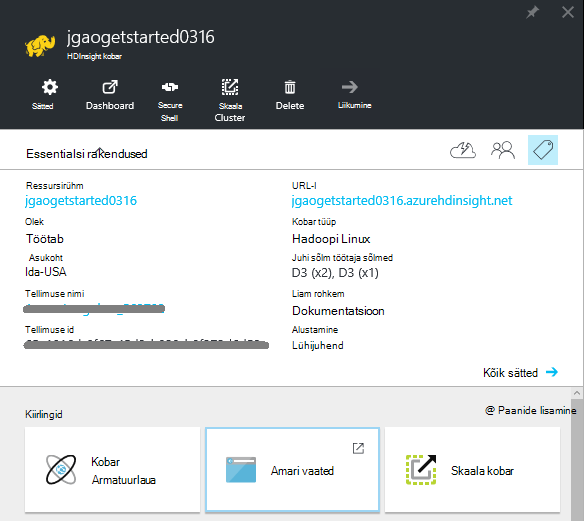 jgaogetstarted0316
HDInsight kobar
Sätted
Dashboard
Secure
Shell
Skaala
Cluster
Delete
Liikumine
Essentialsi rakendused
Ressursirühm
jgaogetstarted0316
URL-I
jgaogetstarted0316.azurehdinsight.net
Olek
Töötab
Kobar tüüp
Hadoopi Linux
Asukoht
Ida-USA
Juhi sõlm töötaja sõlmed
D3 (x2), D3 (x1)
Tellimuse nimi
Liam rohkem
Dokumentatsioon
Tellimuse id
Alustamine
Lühijuhend
Kõik sätted
Kiirlingid
@ Paanide lisamine
Kobar
Armatuurlaua
Amari vaated
Skaala kobar